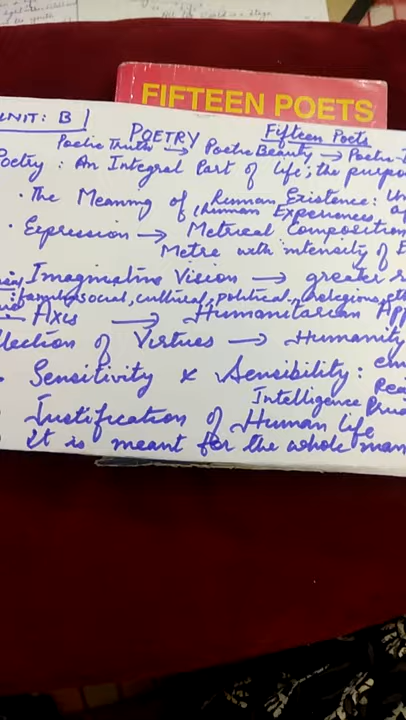 FIFTEEN POETS
UNIT: B
POETRY
Fifteen Poets
Poetic Truth → Poetic Beauty → Poetic
Poetry : An Integral Part of life; the purpo
· The Meaning of Human Existence: Un
, Human Experiences,
· Expression → Metrical Composition
Metre with intensity of E
Imaginative Vision → greater
: family, social, cultural, political, religious,
Axis → Humanitarian App
llection of Virtues → Humanity
· Sensitivity & Sensibility:
Intelligence
Justification of Human life
It is meant for the whole man